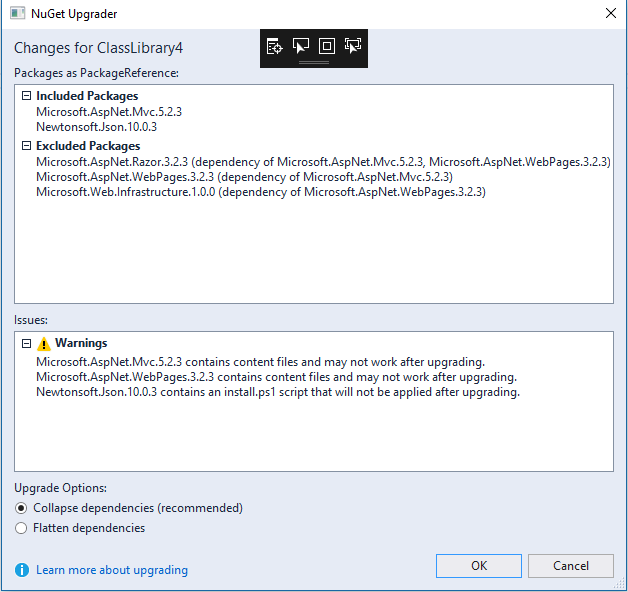 NuGet Upgrader
Changes for ClassLibrary4
Packages as PackageReference:
Included Packages
Microsoft.AspNet.Mvc.5.2.3
Newtonsoft.Json.10.0.3
Excluded Packages
Microsoft.AspNet.Razor.3.2.3 (dependency of Microsoft.AspNet.Mvc.5.2.3, Microsoft.AspNet.WebPages.3.2.3)
Microsoft.AspNet.WebPages.3.2.3 (dependency of Microsoft.AspNet.Mvc.5.2.3)
Microsoft.Web.Infrastructure.1.0.0 (dependency of Microsoft.AspNet.WebPages.3.2.3)
Issues:
Warnings
Microsoft.AspNet.Mvc.5.2.3 contains content files and may not work after upgrading.
Microsoft.AspNet.WebPages.3.2.3 contains content files and may not work after upgrading.
Newtonsoft.Json.10.0.3 contains an install.ps1 script that will not be applied after upgrading.
Upgrade Options:
Collapse dependencies (recommended)
Flatten dependencies
Learn more about upgrading
OK
Cancel